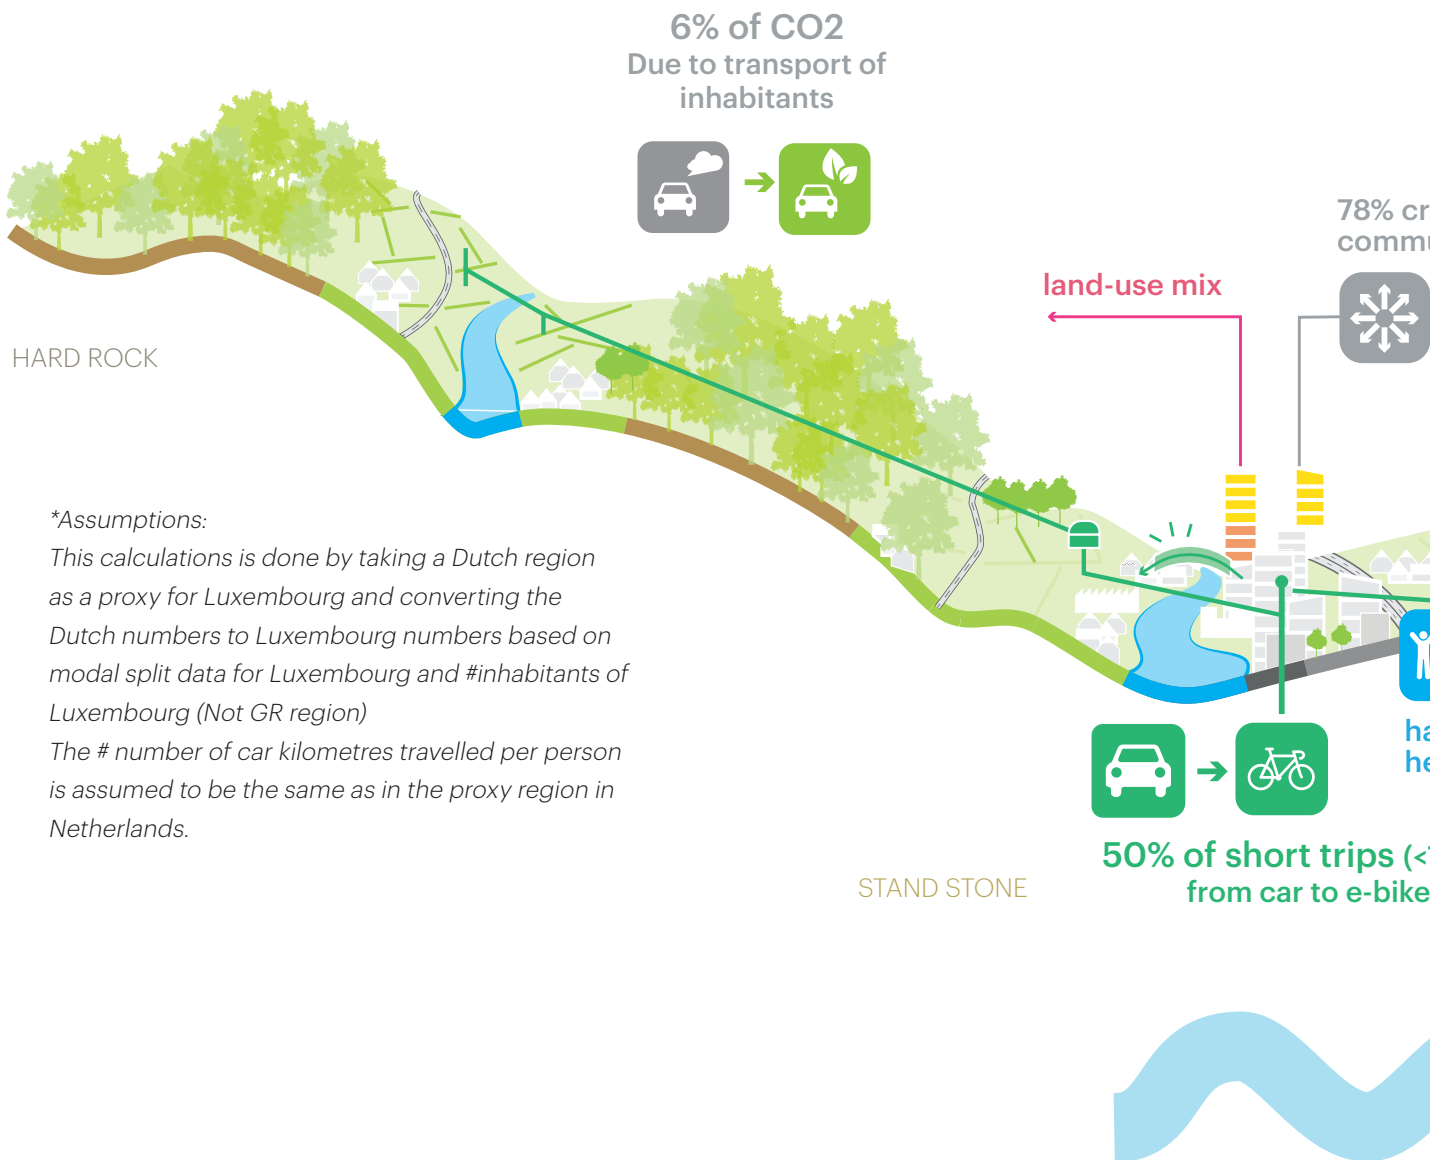 6% of CO2
Due to transport of
inhabitants
78%
land-use mix
HARD ROCK
*Assumptions:
This calculations is done by taking a Dutch region
as a proxy for Luxembourg and converting the
Dutch numbers to Luxembourg numbers based on
modal split data for Luxembourg and #inhabitants of
Luxembourg (Not GR region)
The # number of car kilometres travelled per person
is assumed to be the same as in the proxy region in
Netherlands.
50% of short trips
from car to e-bike
STAND STONE